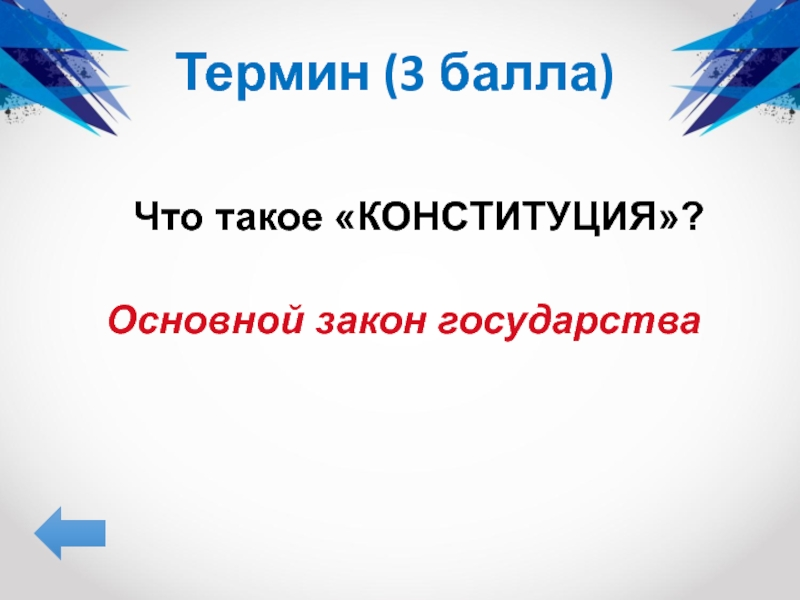 Термин (3 балла)
Что такое «КОНСТИТУЦИЯ»?
Основной закон государства